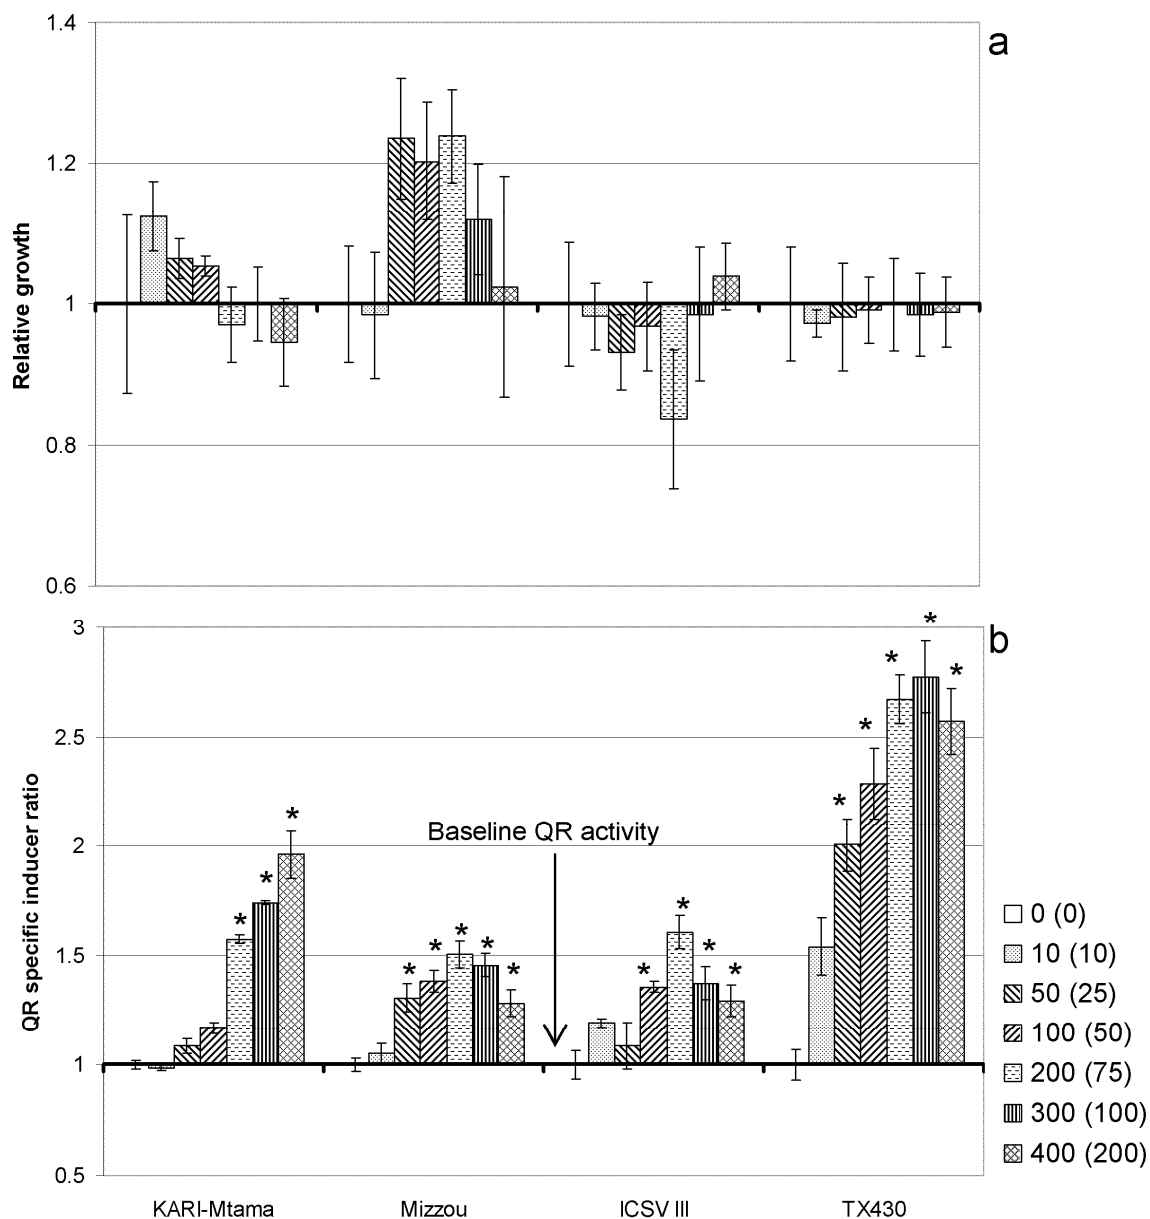 1.4
a
1.2
1
0.8
0.6
Relative growth
3
b
2.5
2
1.5
1
0.5
QR specific inducer ratio
* * *
* * * * *
* * * * *
* * * * *
Baseline QR activity
0 (0)
10 (10)
50 (25)
100 (50)
200 (75)
300 (100)
400 (200)
KARI-Mtama Mizzou ICSV III TX430